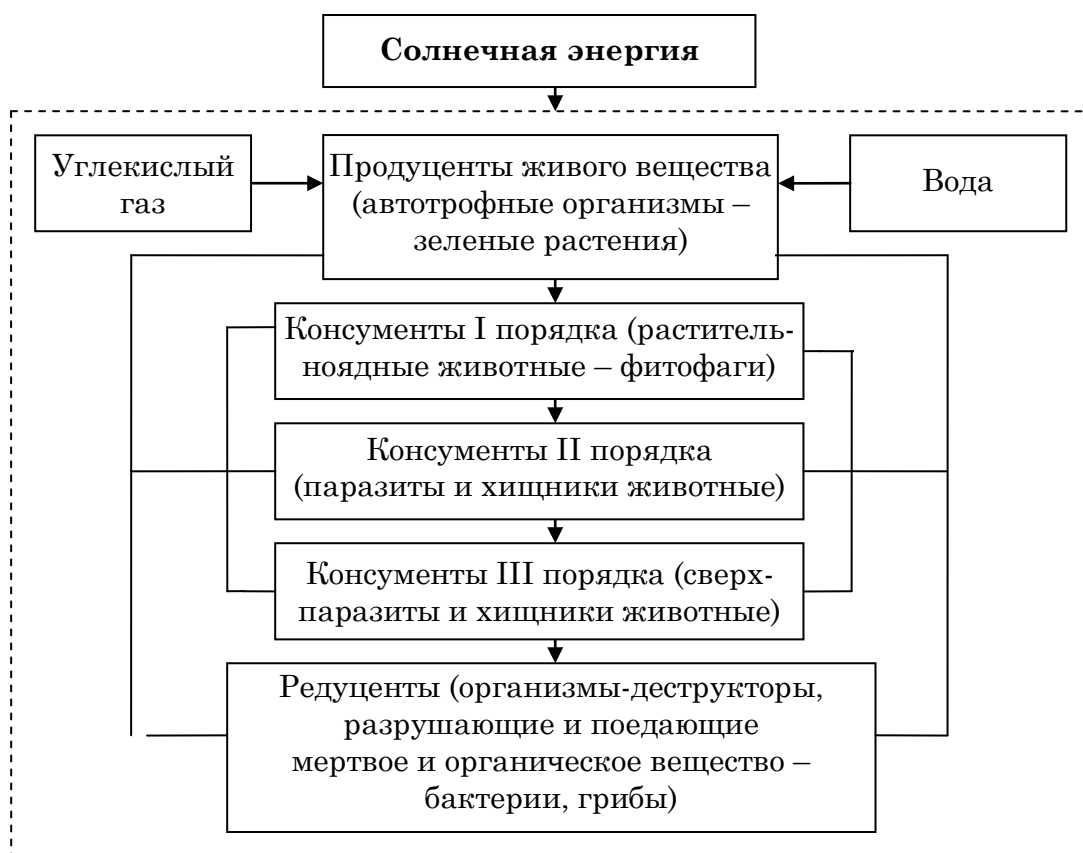 Солнечная энергия
Углекислый
газ
Продуценты живого вещества
(автотрофные организмы –
зеленые растения)
Вода
Консументы I порядка (раститель-
ноядные животные – фитофаги)
Консументы II порядка
(паразиты и хищники животные)
Консументы III порядка (сверх-
паразиты и хищники животные)
Редуценты (организмы-деструкторы,
разрушающие и поедающие
мертвое и органическое вещество –
бактерии, грибы)